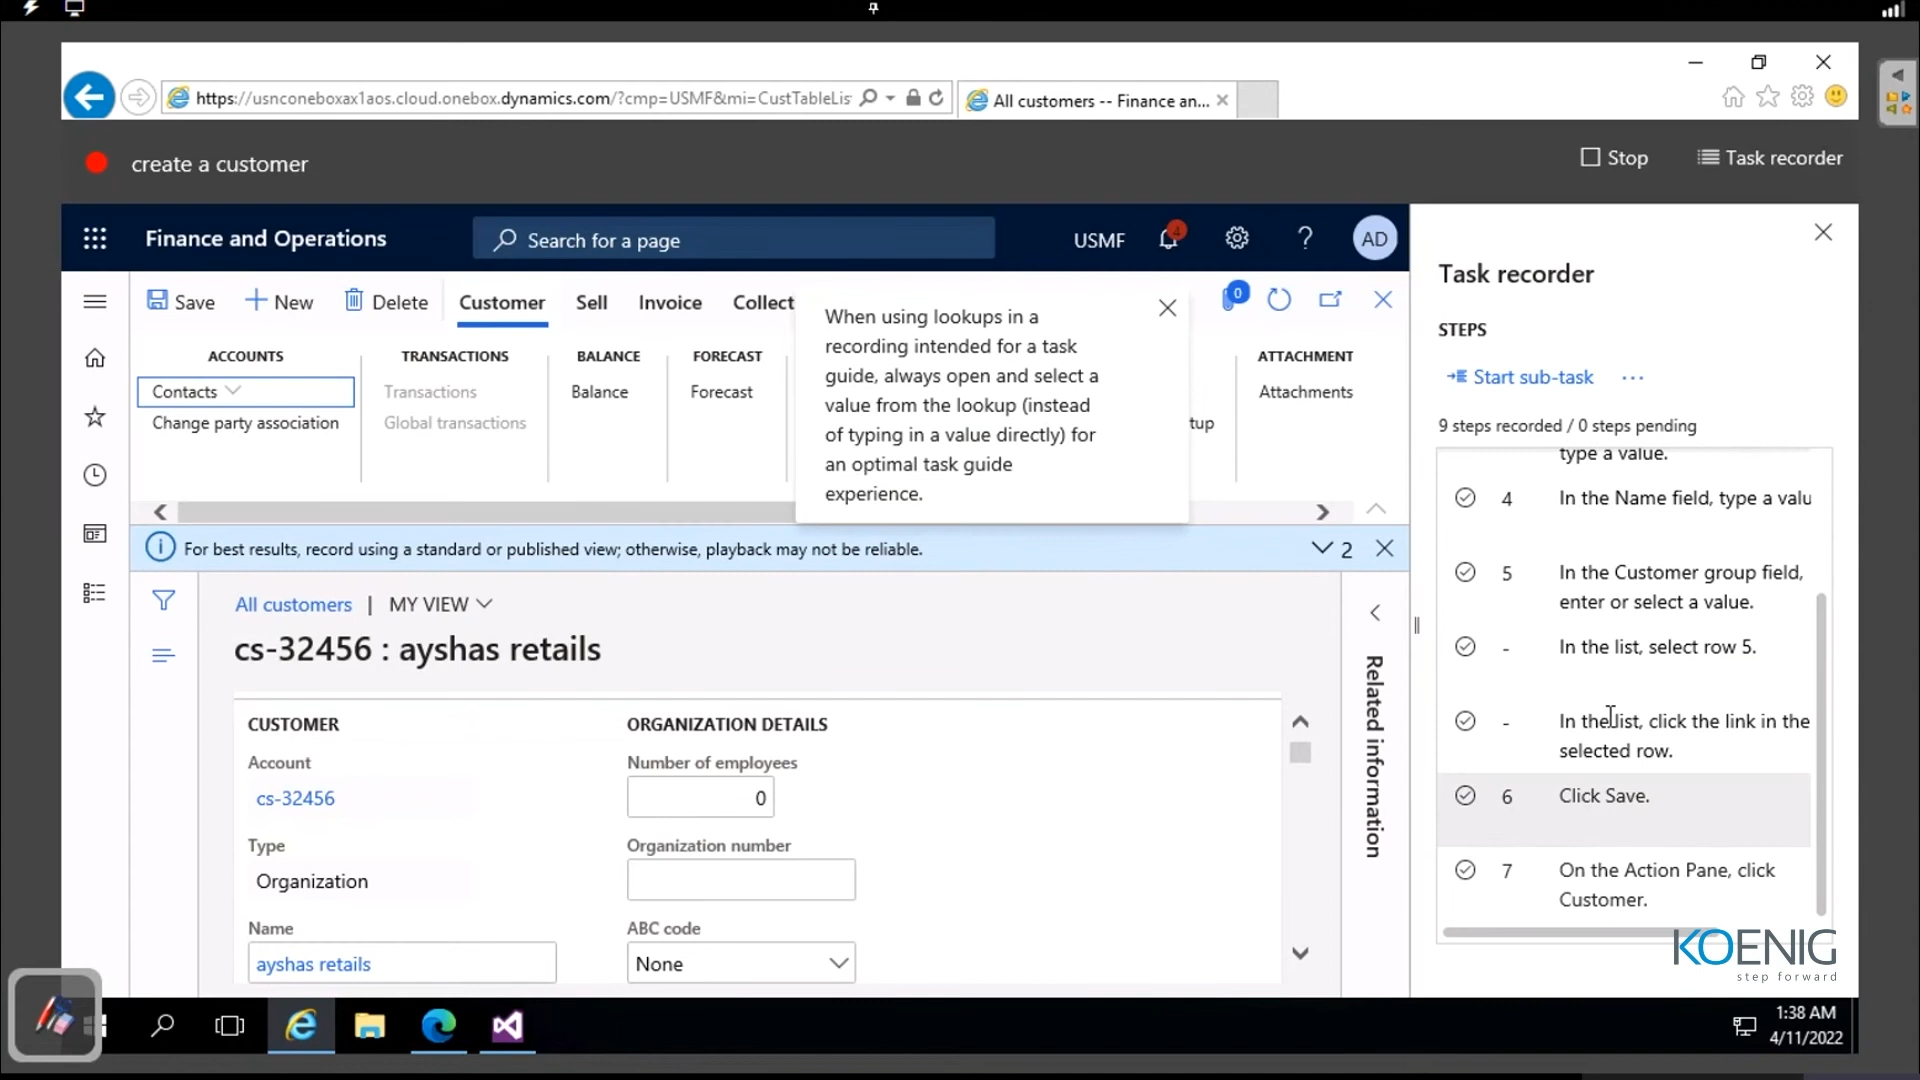 https://usnconeboxax1aos.cloud.onebox.dynamics.com/?cmp=USMF&mi=CustTableLis
All customers -- Finance an...
create a customer
Stop
Task recorder
Finance and Operations
Search for a page
USMF
4
AD
Save
New
Delete
Customer
Sell
Invoice
Collect
0
ACCOUNTS
Contacts
Change party association
TRANSACTIONS
Transactions
Global transactions
BALANCE
Balance
FORECAST
Forecast
When using lookups in a
recording intended for a task
guide, always open and select a
value from the lookup (instead
of typing in a value directly) for
an optimal task guide
experience.
tup
ATTACHMENT
Attachments
For best results, record using a standard or published view; otherwise, playback may not be reliable.
2
All customers | MY VIEW
cs-32456 : ayshas retails
CUSTOMER
Account
cs-32456
Type
Organization
Name
ayshas retails
ORGANIZATION DETAILS
Number of employees
0
Organization number
ABC code
None
Related information
Task recorder
STEPS
Start sub-task
9 steps recorded / 0 steps pending
type a value.
4 In the Name field, type a valu
5 In the Customer group field,
enter or select a value.
- In the list, select row 5.
- In the list, click the link in the
selected row.
6 Click Save.
7 On the Action Pane, click
Customer.
KOENIG
step forward
1:38 AM
4/11/2022